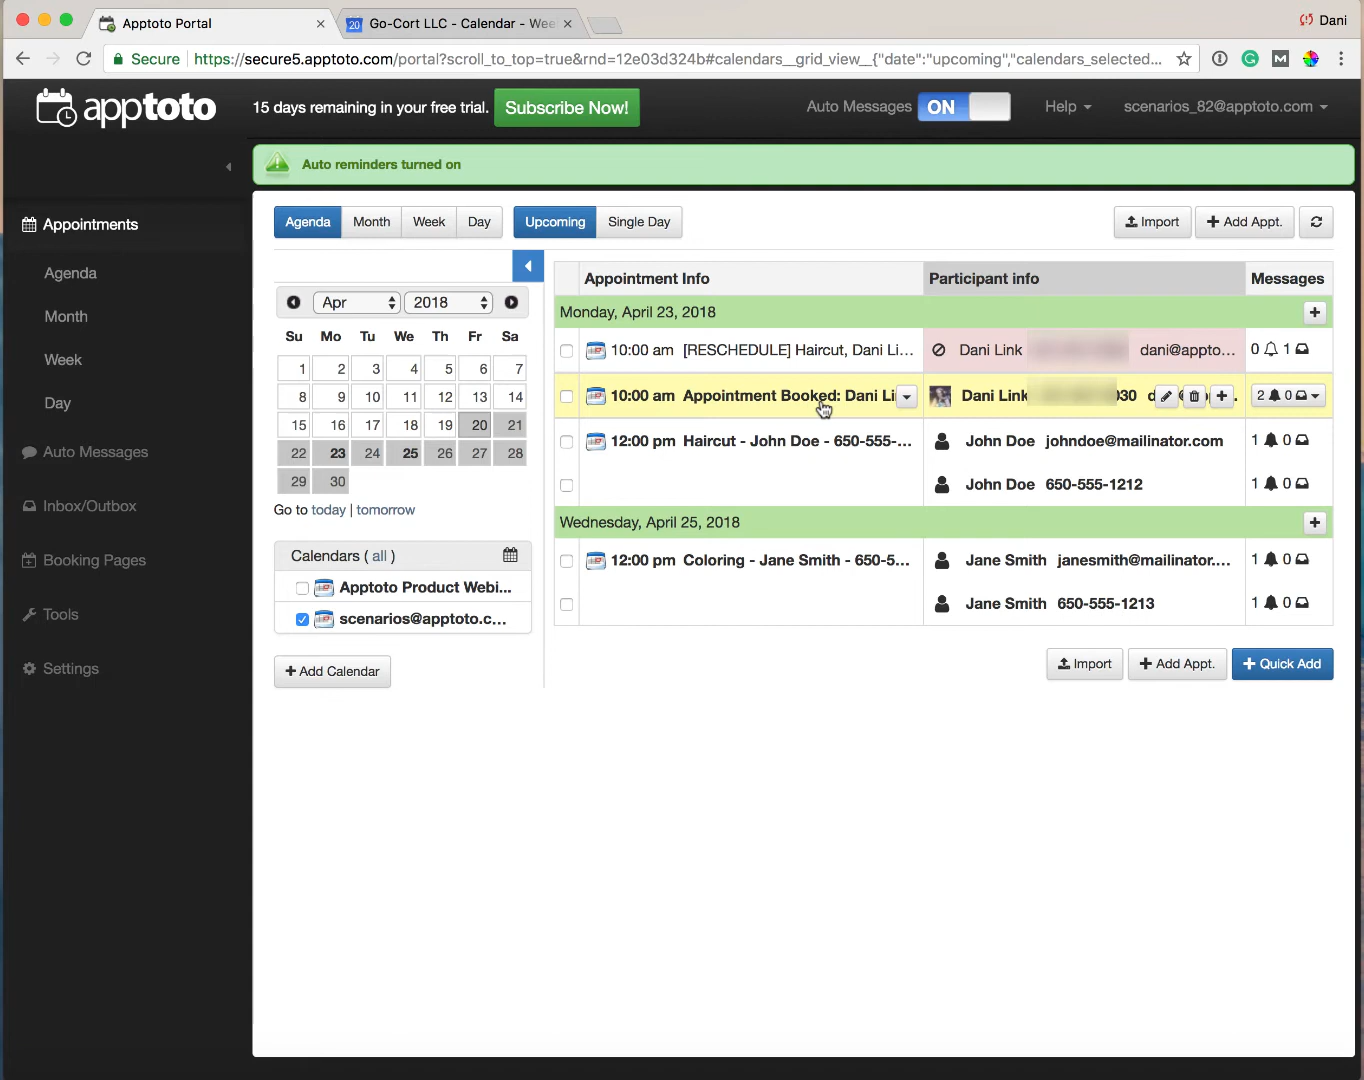 Apptoto Portal
20 Go-Cort LLC - Calendar - Wee
Dani
Secure https://secure5.apptoto.com/portal?scroll_to_top=true&rnd=12e03d324b#calendars__grid_view__{"date":"upcoming","calendars_selected...
apptoto
15 days remaining in your free trial. Subscribe Now!
Auto Messages ON
Help
scenarios_82@apptoto.com
Auto reminders turned on
Appointments
Agenda
Month
Week
Day
Auto Messages
Inbox/Outbox
Booking Pages
Tools
Settings
Agenda Month Week Day Upcoming Single Day
Import + Add Appt.
Apr 2018
Su Mo Tu We Th Fr Sa
1 2 3 4 5 6 7
8 9 10 11 12 13 14
15 16 17 18 19 20 21
22 23 24 25 26 27 28
29 30
Go to today | tomorrow
Calendars ( all )
Apptoto Product Webi...
scenarios@apptoto.c...
+ Add Calendar
Appointment Info Participant info Messages
Monday, April 23, 2018 +
10:00 am [RESCHEDULE] Haircut, Dani Li... Dani Link dani@appto... 0 1
10:00 am Appointment Booked: Dani Li Dani Link 030 + 2 0
12:00 pm Haircut - John Doe - 650-555-... John Doe johndoe@mailinator.com 1 0
John Doe 650-555-1212 1 0
Wednesday, April 25, 2018 +
12:00 pm Coloring - Jane Smith - 650-5... Jane Smith janesmith@mailinator.... 1 0
Jane Smith 650-555-1213 1 0
Import + Add Appt. + Quick Add